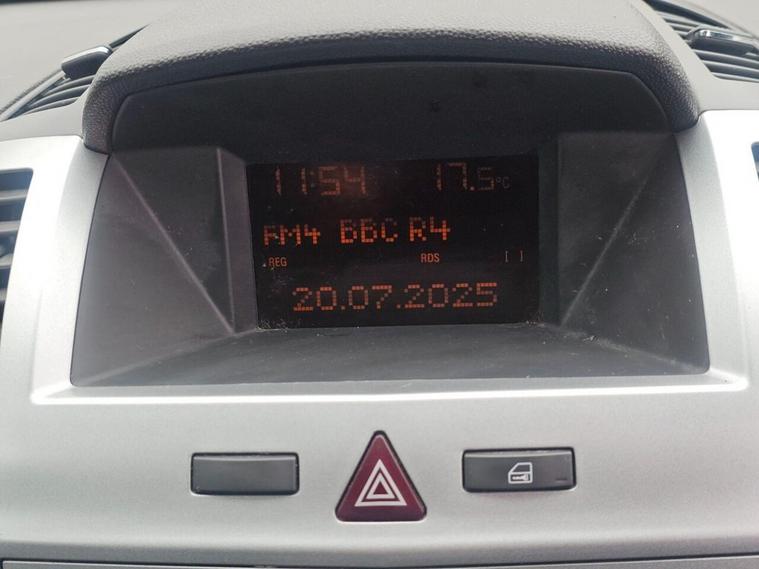 11:54 17.5°C
FM4 BBC R4
REG RDS [ ]
20.07.2025